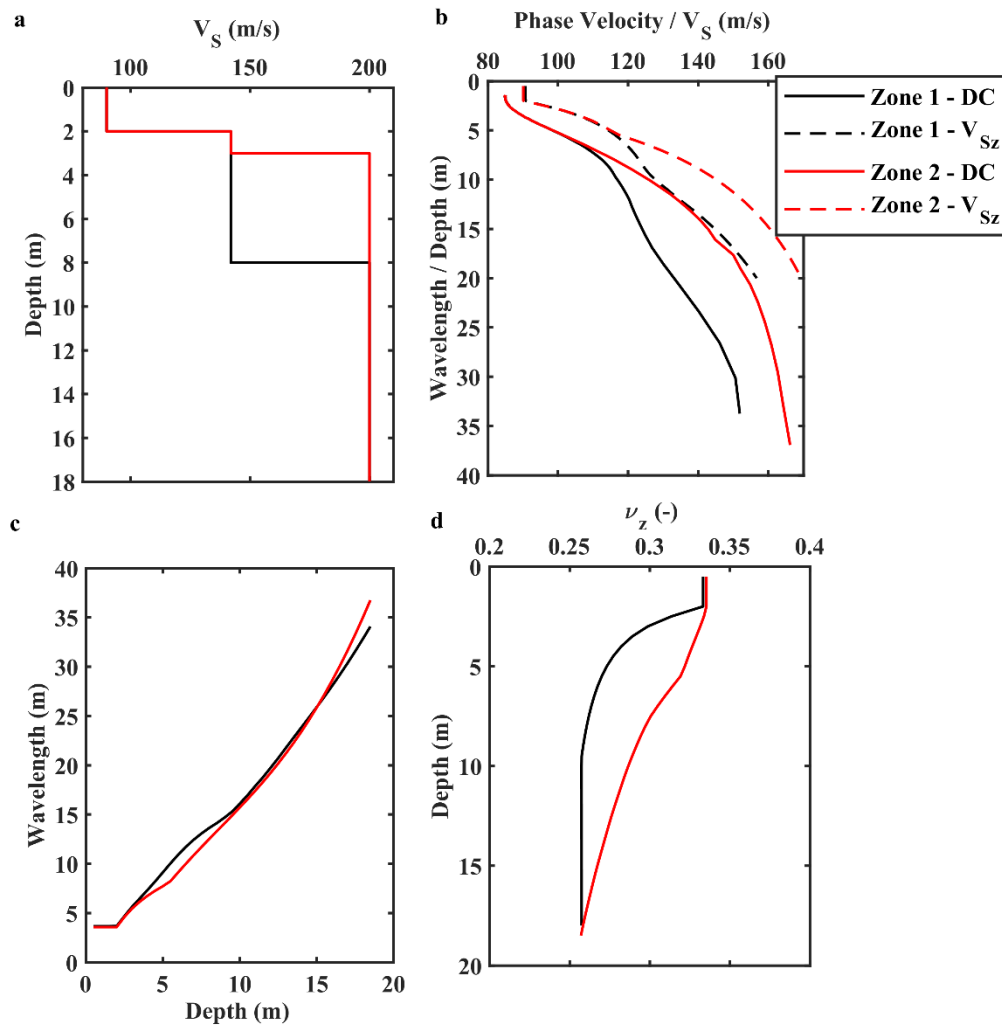 a
V_S (m/s)
100 150 200
0
2
4
6
8
10
12
14
16
18
Depth (m)
b
Phase Velocity / V_S (m/s)
80 100 120 140 160
0
5
10
15
20
25
30
35
40
Wavelength / Depth (m)
Zone 1 - DC
Zone 1 - V_Sz
Zone 2 - DC
Zone 2 - V_Sz
c
40
35
30
25
20
15
10
5
0
Wavelength (m)
0 5 10 15 20
Depth (m)
d
ν_z (-)
0.2 0.25 0.3 0.35 0.4
0
5
10
15
20
Depth (m)